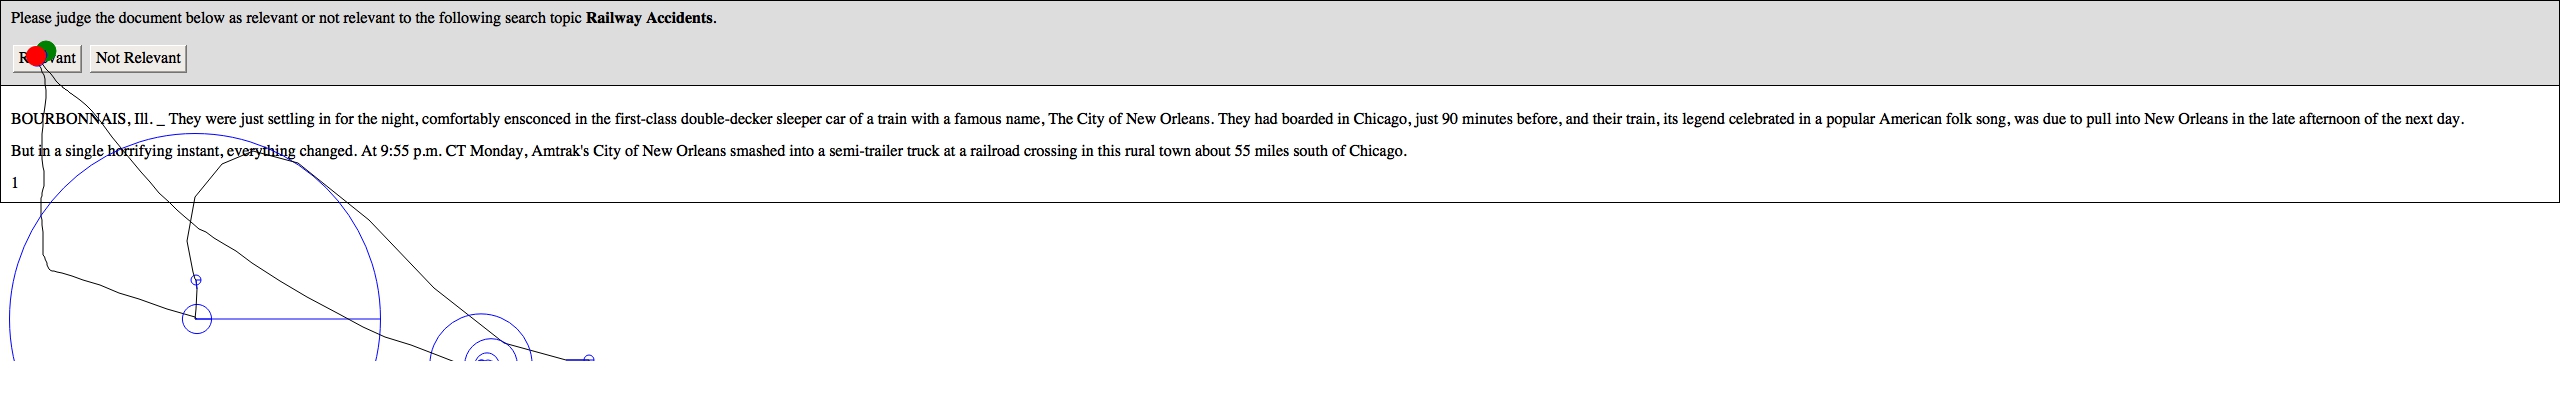 Please judge the document below as relevant or not relevant to the following search topic Railway Accidents.
Not Relevant
BOURBONNAIS, Ill. _ They were just settling in for the night, comfortably ensconced in the first-class double-decker sleeper car of a train with a famous name, The City of New Orleans. They had boarded in Chicago, just 90 minutes before, and their train, its legend celebrated in a popular American folk song, was due to pull into New Orleans in the late afternoon of the next day.
But in a single horrifying instant, everything changed. At 9:55 p.m. CT Monday, Amtrak's City of New Orleans smashed into a semi-trailer truck at a railroad crossing in this rural town about 55 miles south of Chicago.
1